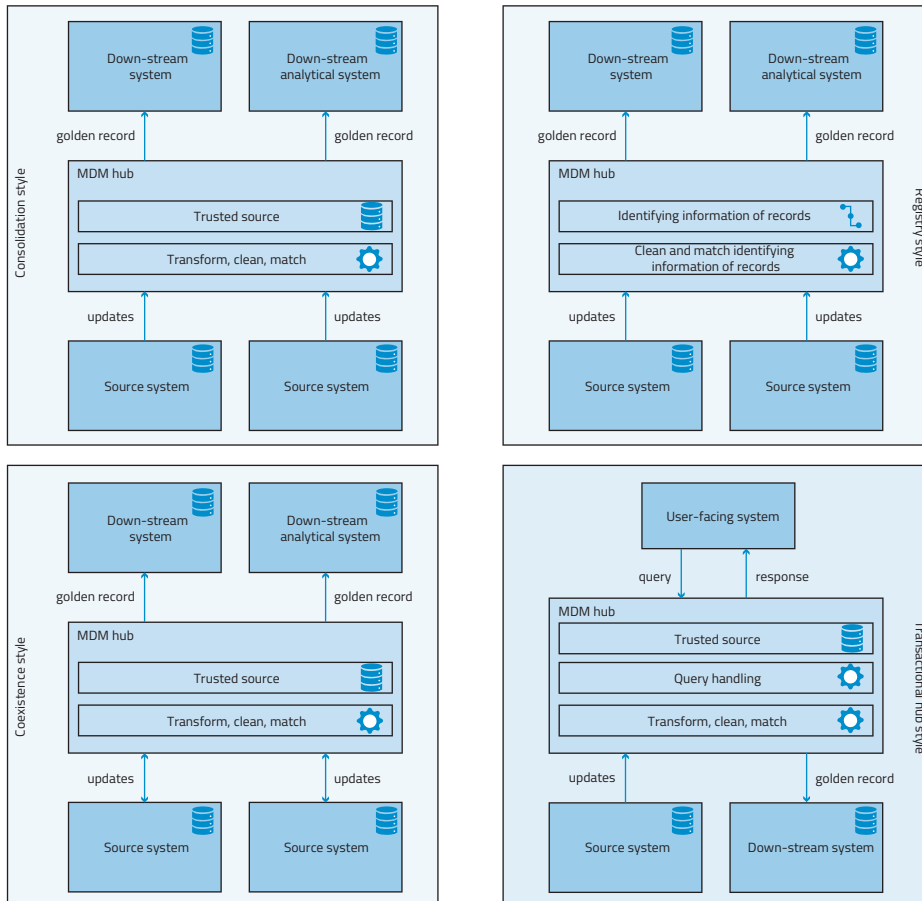 Consolidation style
Down-stream
system
Down-stream
analytical system
golden record
golden record
MDM hub
Trusted source
Transform, clean, match
updates
updates
Source system
Source system
Registry style
Down-stream
system
Down-stream
analytical system
golden record
golden record
MDM hub
Identifying information of records
Clean and match identifying
information of records
updates
updates
Source system
Source system
Coexistence style
Down-stream
system
Down-stream
analytical system
golden record
golden record
MDM hub
Trusted source
Transform, clean, match
updates
updates
Source system
Source system
Transactional hub style
User-facing system
query
response
MDM hub
Trusted source
Query handling
Transform, clean, match
updates
golden record
Source system
Down-stream system